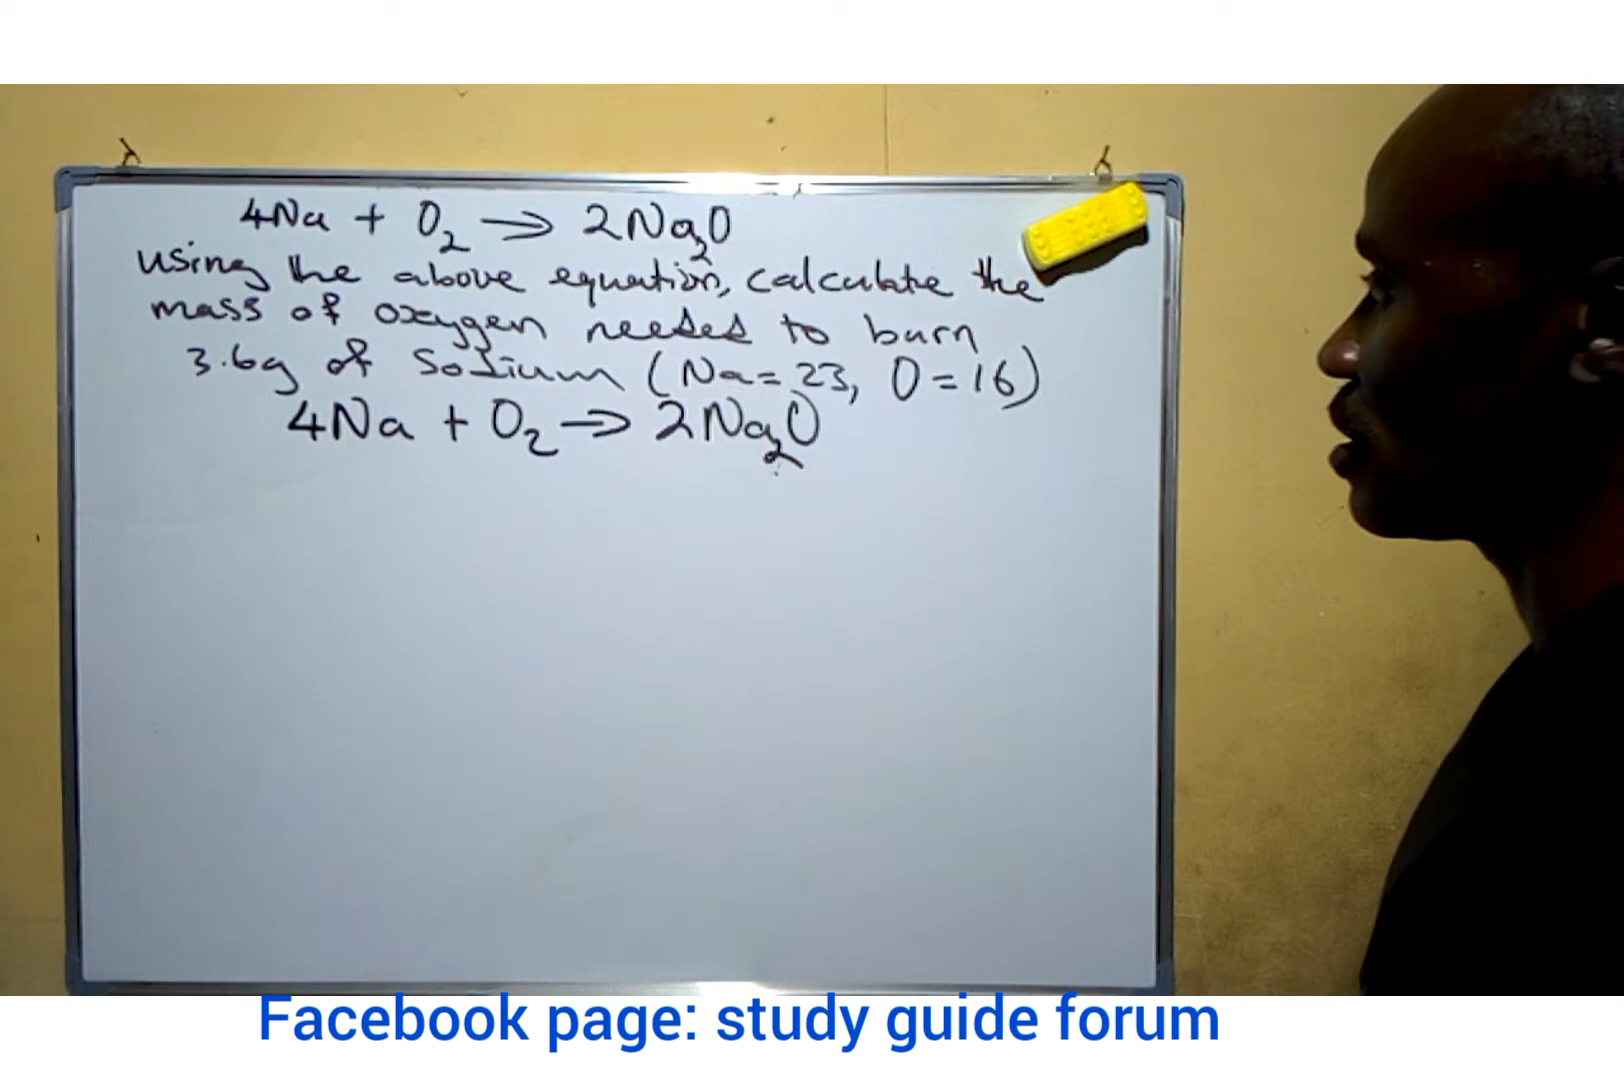 4Na + O₂ → 2Na₂O
using the above equation, calculate the
mass of oxygen needed to burn
3.6g of Sodium (Na=23, O=16)
4Na + O₂ → 2Na₂O
Facebook page: study guide forum